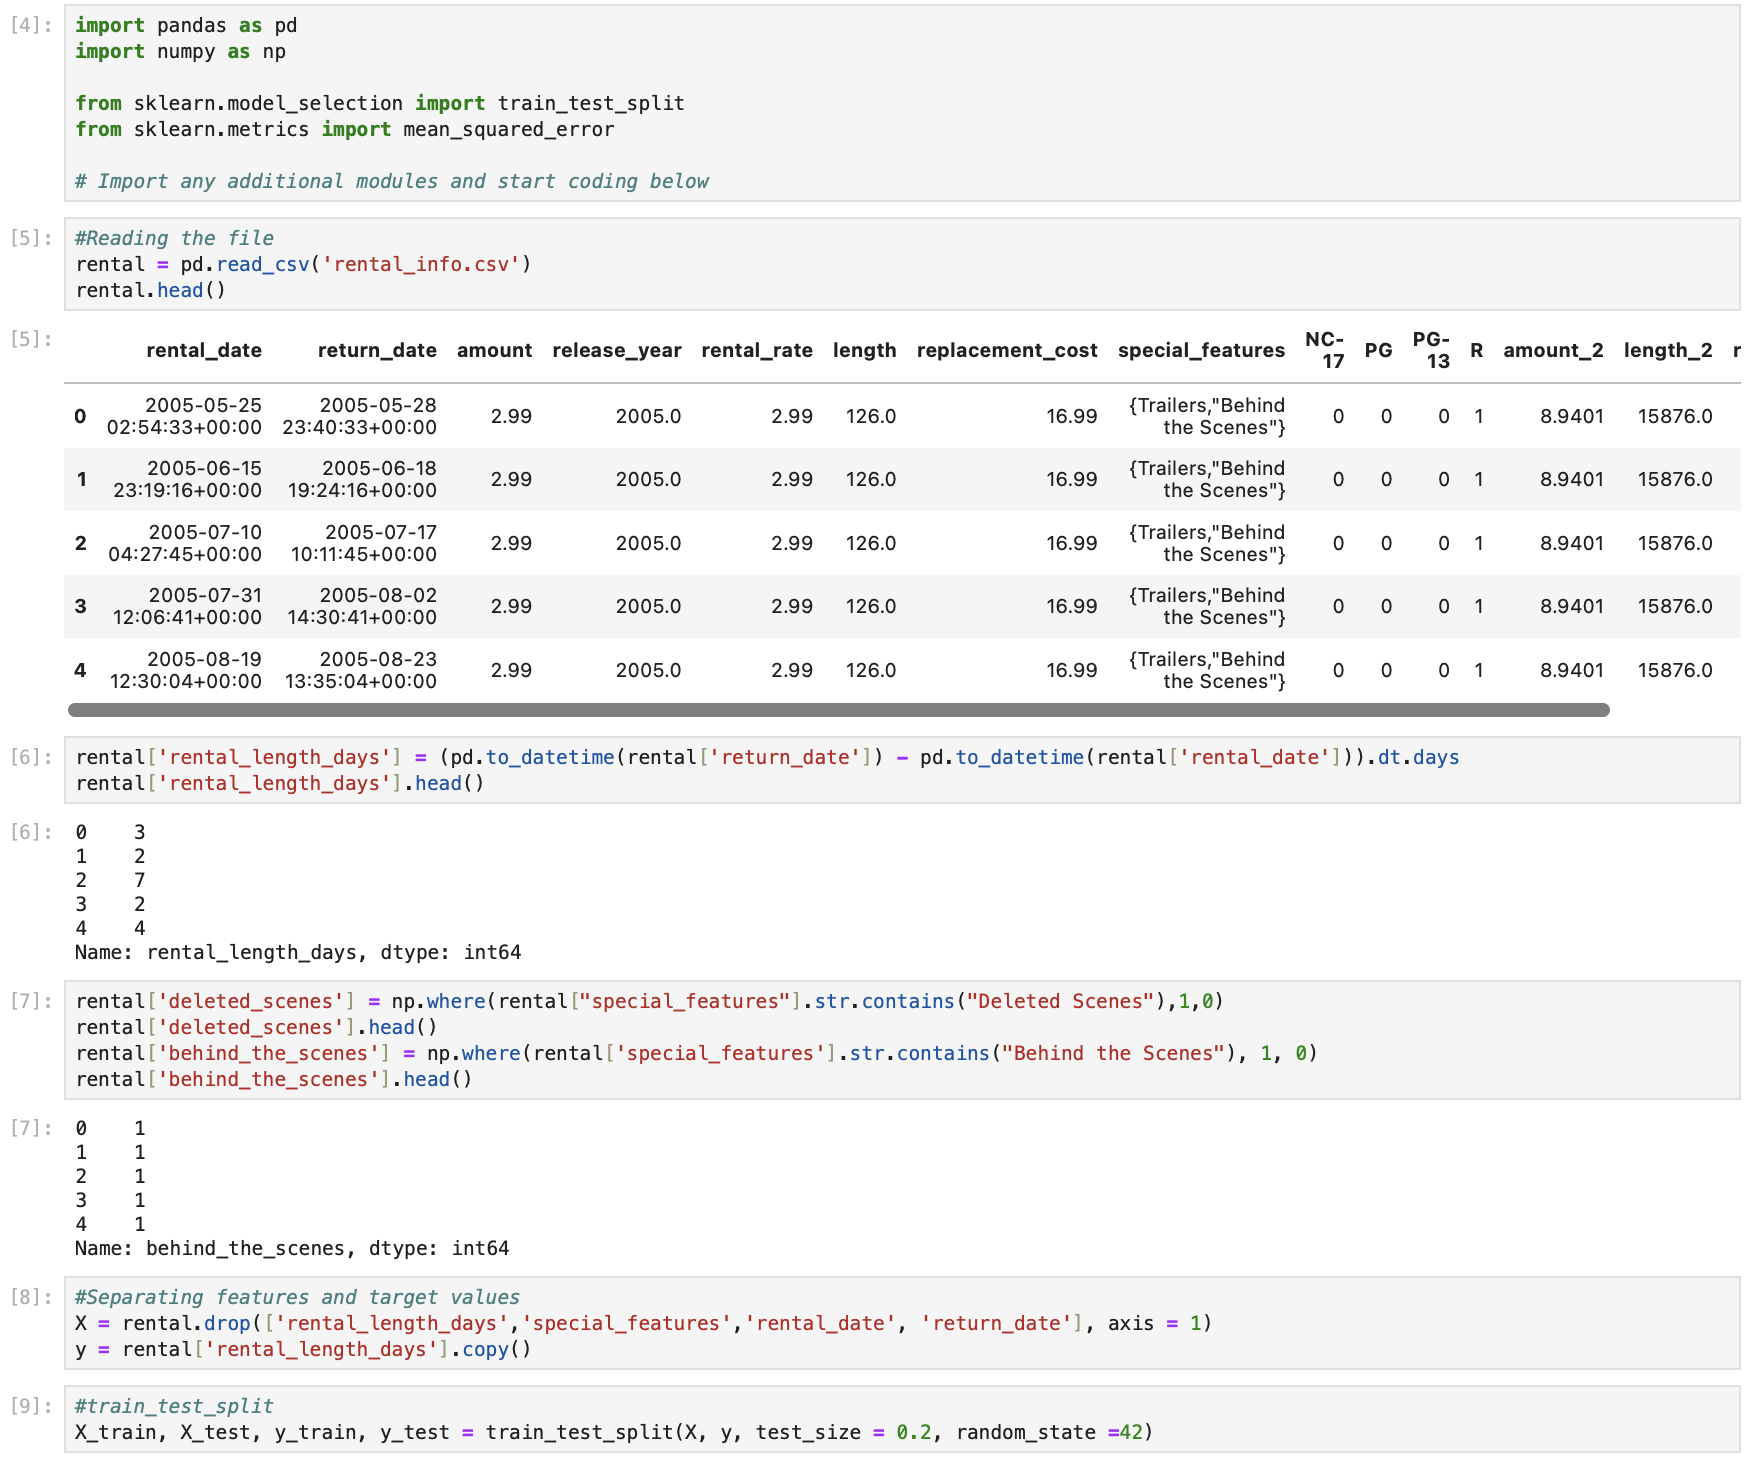 [4]: import pandas as pd
import numpy as np
from sklearn.model_selection import train_test_split
from sklearn.metrics import mean_squared_error
# Import any additional modules and start coding below
[5]: #Reading the file
rental = pd.read_csv('rental_info.csv')
rental.head()
[5]: rental_date return_date amount release_year rental_rate length replacement_cost special_features NC-17 PG PG-13 R amount_2 length_2 r
0 2005-05-25 02:54:33+00:00 2005-05-28 23:40:33+00:00 2.99 2005.0 2.99 126.0 16.99 {Trailers,"Behind the Scenes"} 0 0 0 1 8.9401 15876.0
1 2005-06-15 23:19:16+00:00 2005-06-18 19:24:16+00:00 2.99 2005.0 2.99 126.0 16.99 {Trailers,"Behind the Scenes"} 0 0 0 1 8.9401 15876.0
2 2005-07-10 04:27:45+00:00 2005-07-17 10:11:45+00:00 2.99 2005.0 2.99 126.0 16.99 {Trailers,"Behind the Scenes"} 0 0 0 1 8.9401 15876.0
3 2005-07-31 12:06:41+00:00 2005-08-02 14:30:41+00:00 2.99 2005.0 2.99 126.0 16.99 {Trailers,"Behind the Scenes"} 0 0 0 1 8.9401 15876.0
4 2005-08-19 12:30:04+00:00 2005-08-23 13:35:04+00:00 2.99 2005.0 2.99 126.0 16.99 {Trailers,"Behind the Scenes"} 0 0 0 1 8.9401 15876.0
[6]: rental['rental_length_days'] = (pd.to_datetime(rental['return_date']) - pd.to_datetime(rental['rental_date'])).dt.days
rental['rental_length_days'].head()
[6]: 0 3
1 2
2 7
3 2
4 4
Name: rental_length_days, dtype: int64
[7]: rental['deleted_scenes'] = np.where(rental["special_features"].str.contains("Deleted Scenes"),1,0)
rental['deleted_scenes'].head()
rental['behind_the_scenes'] = np.where(rental['special_features'].str.contains("Behind the Scenes"), 1, 0)
rental['behind_the_scenes'].head()
[7]: 0 1
1 1
2 1
3 1
4 1
Name: behind_the_scenes, dtype: int64
[8]: #Separating features and target values
X = rental.drop(['rental_length_days','special_features','rental_date', 'return_date'], axis = 1)
y = rental['rental_length_days'].copy()
[9]: #train_test_split
X_train, X_test, y_train, y_test = train_test_split(X, y, test_size = 0.2, random_state =42)